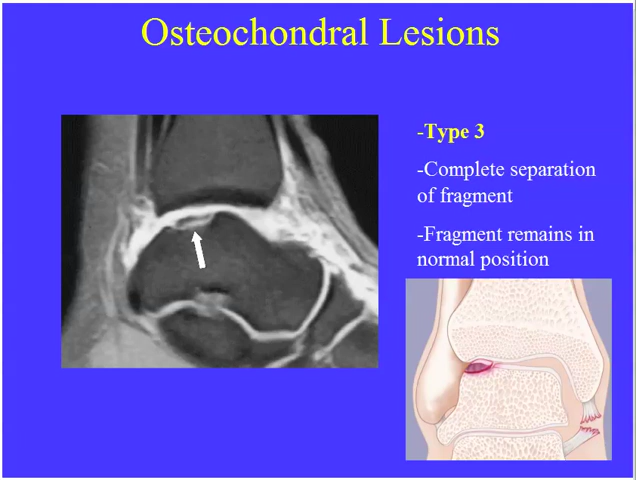 Osteochondral Lesions
-Type 3
-Complete separation
of fragment
-Fragment remains in
normal position